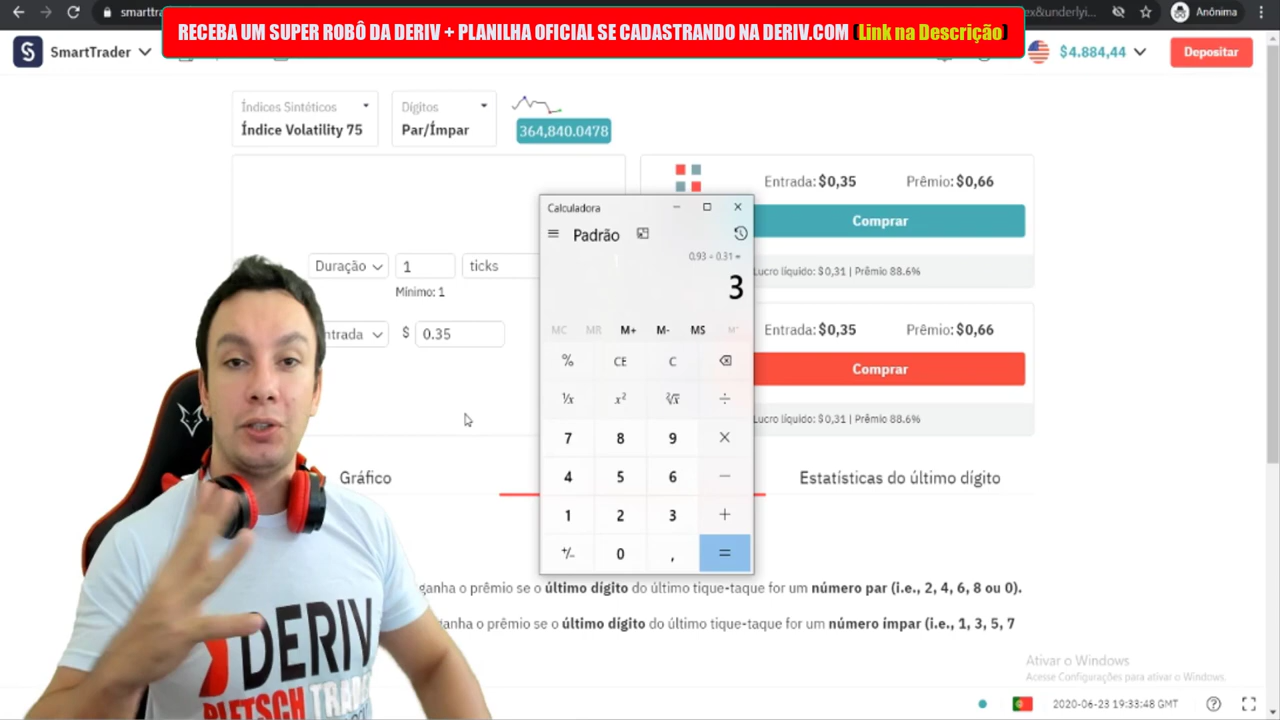 smarttra
ex&underlyi...
Anônima
RECEBA UM SUPER ROBÔ DA DERIV + PLANILHA OFICIAL SE CADASTRANDO NA DERIV.COM (Link na Descrição)
S SmartTrader
$4.884,44
Depositar
Índices Sintéticos
Índice Volatility 75
Dígitos
Par/Ímpar
364,840.0478
Entrada: $0,35 Prêmio: $0,66
Comprar
Lucro líquido: $0,31 | Prêmio 88.6%
Duração 1 ticks
Mínimo: 1
ntrada $ 0.35
Entrada: $0,35 Prêmio: $0,66
Comprar
Lucro líquido: $0,31 | Prêmio 88.6%
Calculadora
Padrão
0.93 ÷ 0.31 =
3
MC MR M+ M- MS M
% CE C
¹/x x² ²√x ÷
7 8 9 ×
4 5 6 −
1 2 3 +
+/- 0 , =
Gráfico
Estatísticas do último dígito
ganha o prêmio se o último dígito do último tique-taque for um número par (i.e., 2, 4, 6, 8 ou 0).
ganha o prêmio se o último dígito do último tique-taque for um número ímpar (i.e., 1, 3, 5, 7
Ativar o Windows
Acesse Configurações para ativar o Windows.
2020-06-23 19:33:48 GMT
DERIV
PLETSCH TRAD